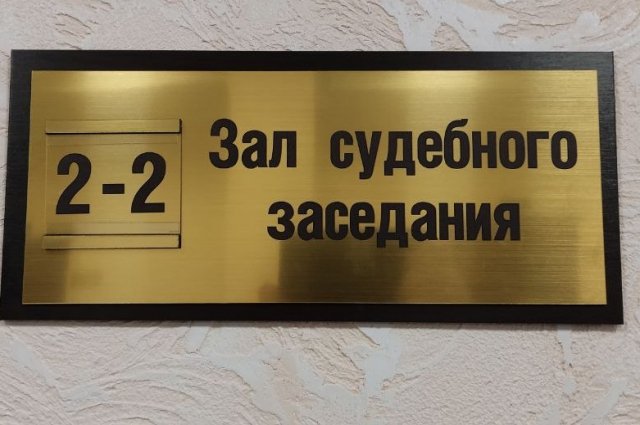 2-2
Зал судебного
заседания